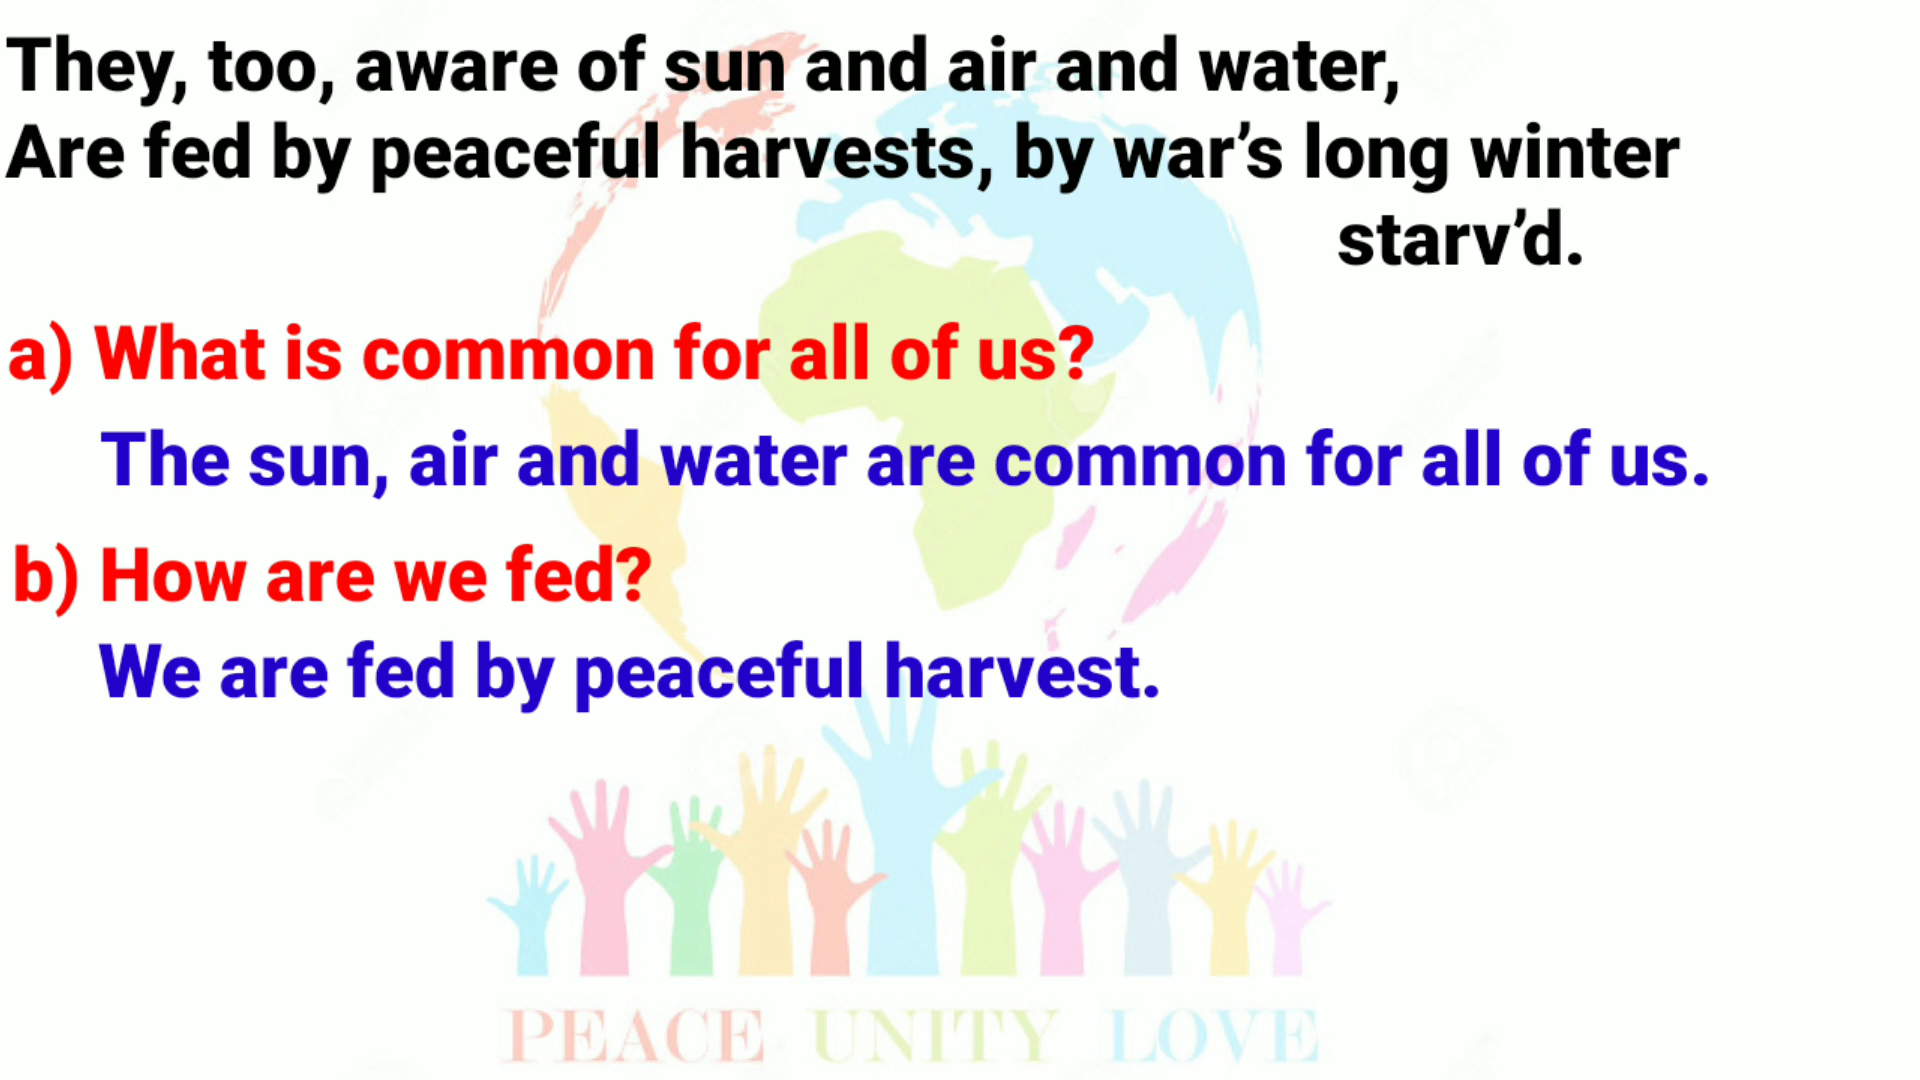 They, too, aware of sun and air and water,
Are fed by peaceful harvests, by war’s long winter
starv’d.
a) What is common for all of us?
The sun, air and water are common for all of us.
b) How are we fed?
We are fed by peaceful harvest.
PEACE UNITY LOVE